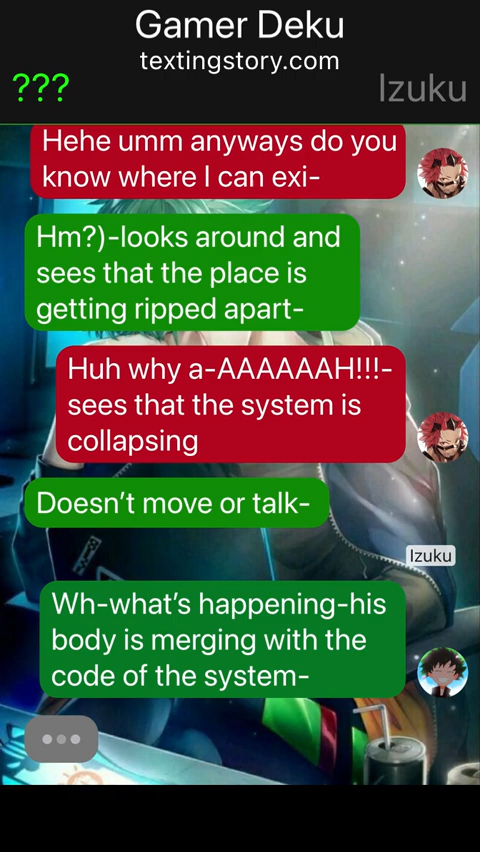 Gamer Deku
textingstory.com
??? Izuku
Hehe umm anyways do you
know where I can exi-
Hm?)-looks around and
sees that the place is
getting ripped apart-
Huh why a-AAAAAAH!!!-
sees that the system is
collapsing
Doesn’t move or talk-
Izuku
Wh-what’s happening-his
body is merging with the
code of the system-